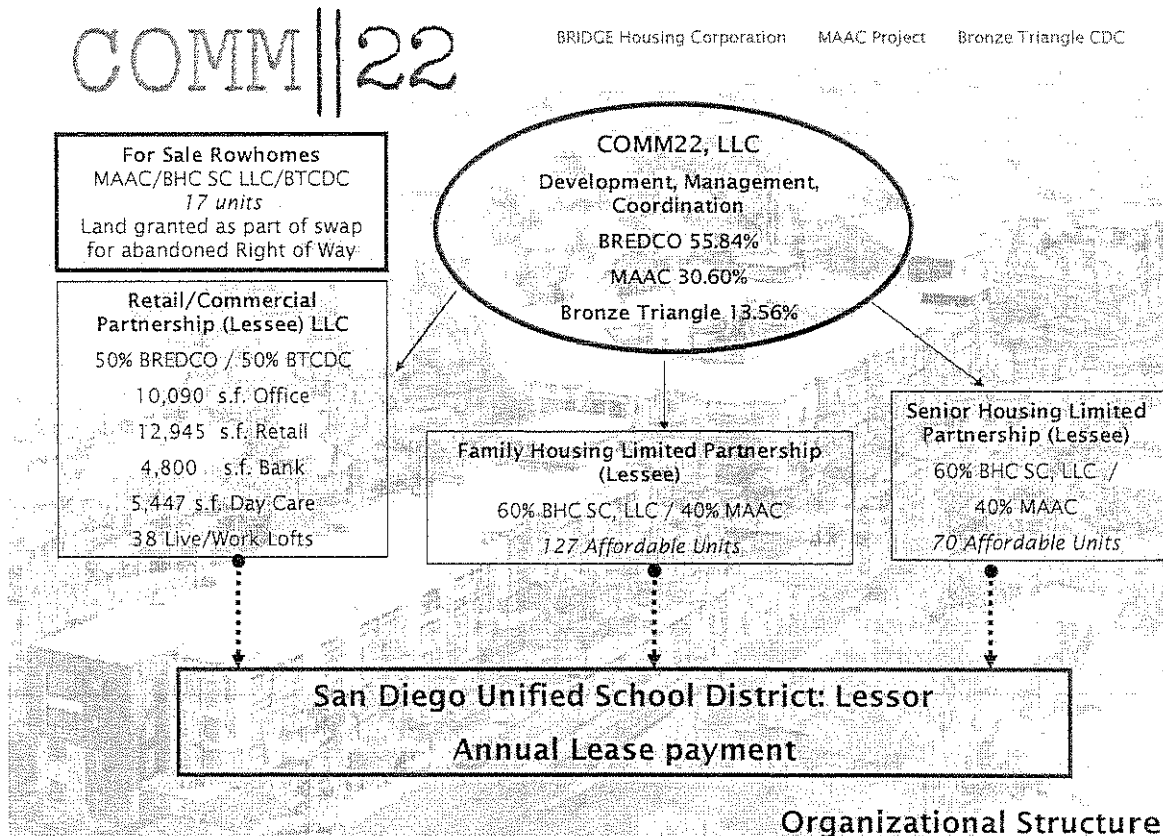 COMM||22
BRIDGE Housing Corporation MAAC Project Bronze Triangle CDC
For Sale Rowhomes
MAAC/BHC SC LLC/BTCDC
17 units
Land granted as part of swap
for abandoned Right of Way
COMM22, LLC
Development, Management,
Coordination
BREDCO 55.84%
MAAC 30.60%
Bronze Triangle 13.56%
Retail/Commercial
Partnership (Lessee) LLC
50% BREDCO / 50% BTCDC
10,090 s.f. Office
12,945 s.f. Retail
4,800 s.f. Bank
5,447 s.f. Day Care
38 Live/Work Lofts
Family Housing Limited Partnership
(Lessee)
60% BHC SC, LLC / 40% MAAC
127 Affordable Units
Senior Housing Limited
Partnership (Lessee)
60% BHC SC, LLC /
40% MAAC
70 Affordable Units
San Diego Unified School District: Lessor
Annual Lease payment
Organizational Structure